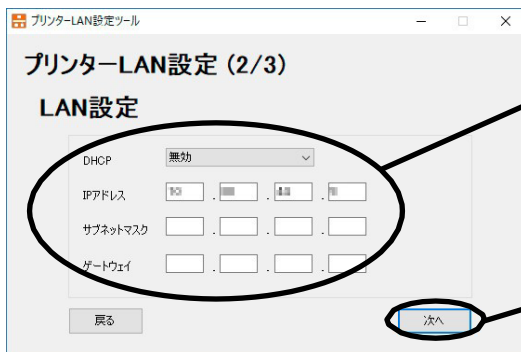 プリンターLAN設定ツール
プリンターLAN設定 (2/3)
LAN設定
DHCP 無効
IPアドレス . . .
サブネットマスク . . .
ゲートウェイ . . .
戻る 次へ